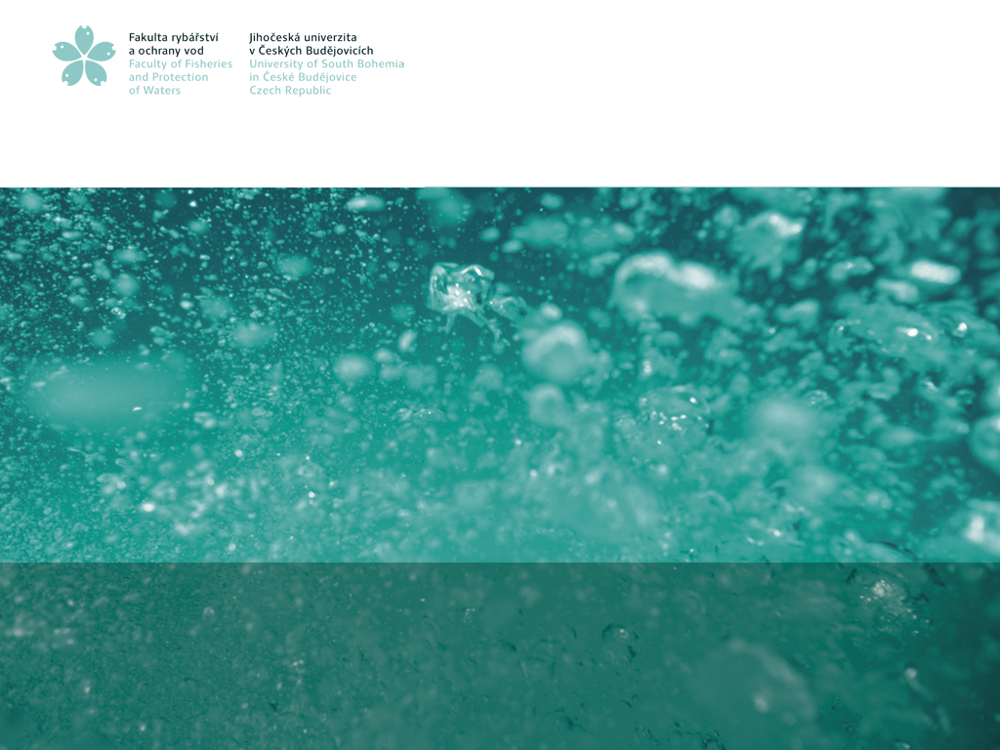 Fakulta rybářství
a ochrany vod
Faculty of Fisheries
and Protection
of Waters
Jihočeská univerzita
v Českých Budějovicích
University of South Bohemia
in České Budějovice
Czech Republic